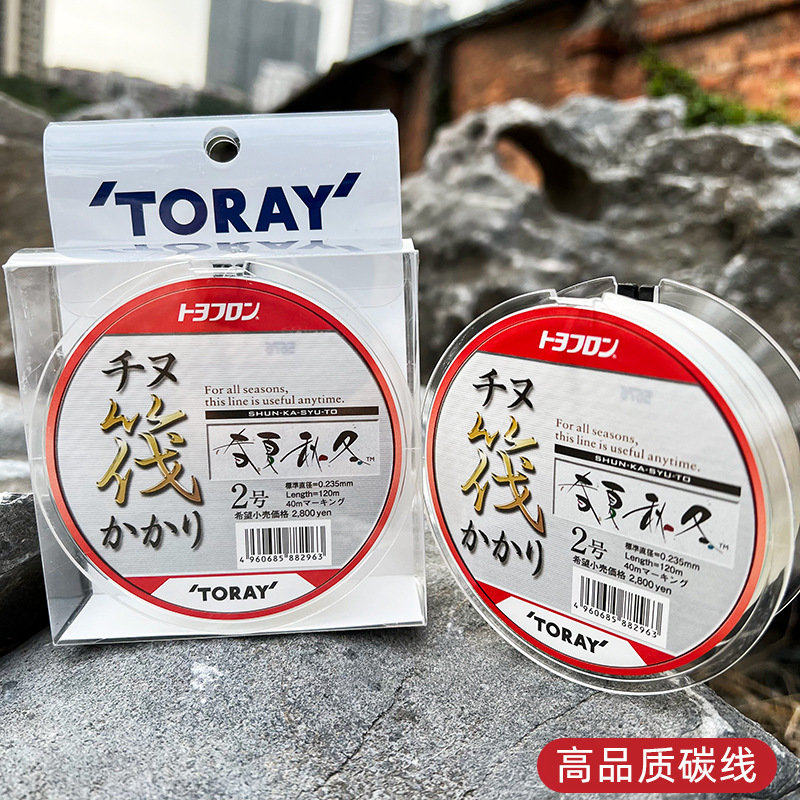 'TORAY'
トヨフロン
チヌ
筏
かかり
For all seasons,
this line is useful anytime.
SHUN-KA-SYU-TO
春夏秋冬™
2号
標準直径=0.235mm
Length=120m
40mマーキング
希望小売価格 2,800yen
4 960685 882963
'TORAY'
トヨフロン
チヌ
筏
かかり
For all seasons,
this line is useful anytime.
SHUN-KA-SYU-TO
春夏秋冬™
2号
標準直径=0.235mm
Length=120m
40mマーキング
希望小売価格 2,800yen
4 960685 882963
'TORAY'
高品质碳线